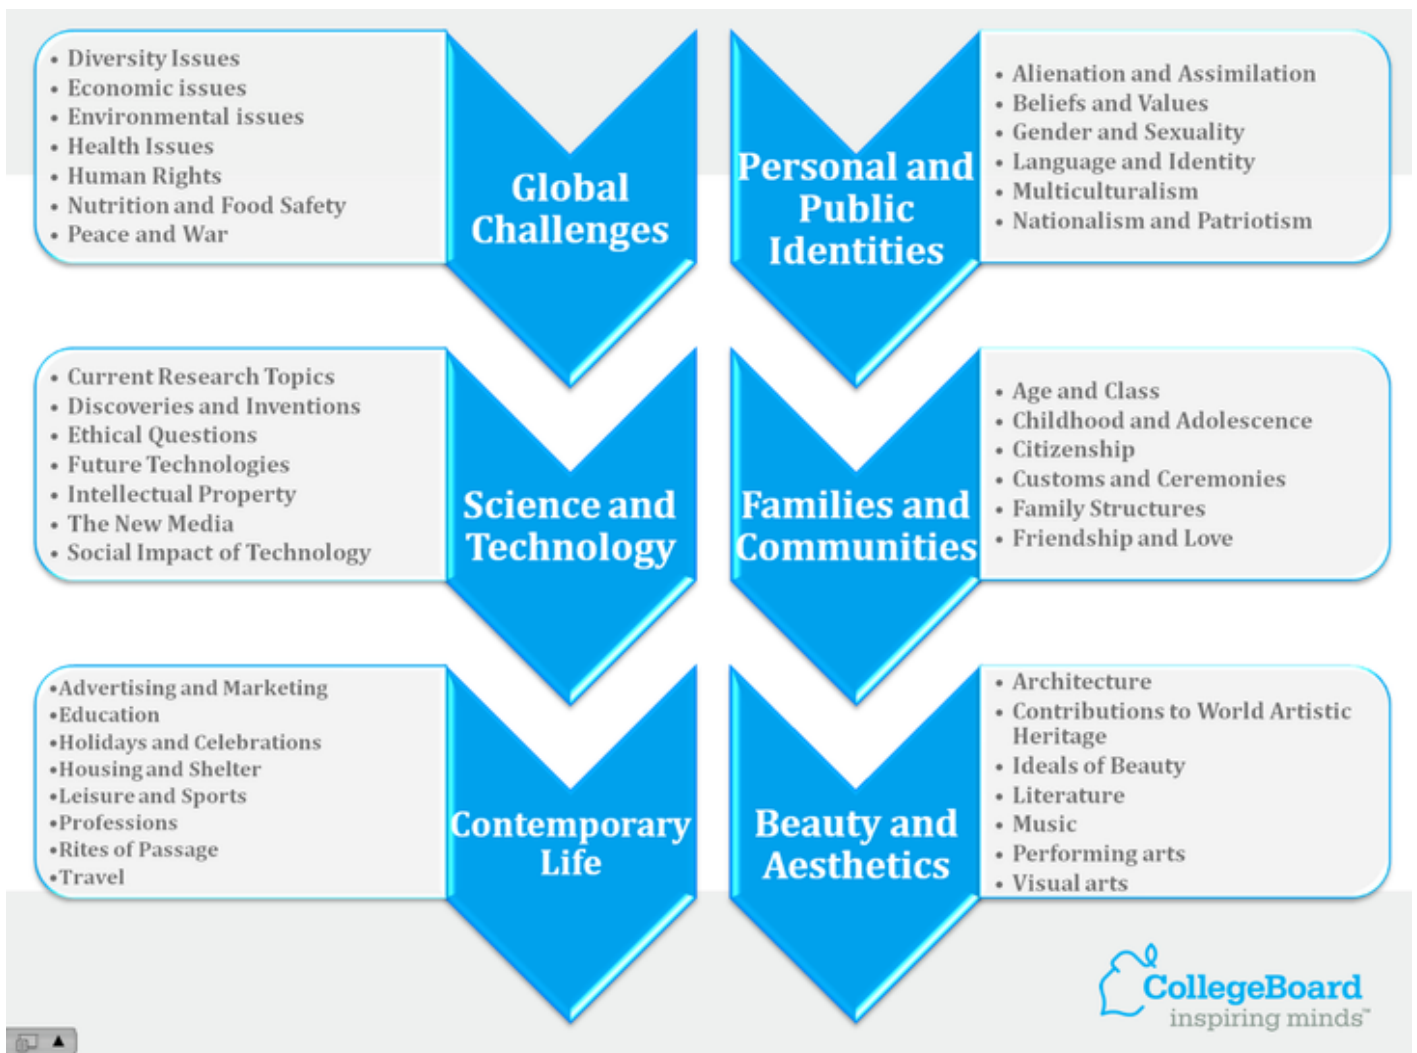 • Diversity Issues
• Economic issues
• Environmental issues
• Health Issues
• Human Rights
• Nutrition and Food Safety
• Peace and War
Global
Challenges
Personal and
Public
Identities
• Alienation and Assimilation
• Beliefs and Values
• Gender and Sexuality
• Language and Identity
• Multiculturalism
• Nationalism and Patriotism
• Current Research Topics
• Discoveries and Inventions
• Ethical Questions
• Future Technologies
• Intellectual Property
• The New Media
• Social Impact of Technology
Science and
Technology
Families and
Communities
• Age and Class
• Childhood and Adolescence
• Citizenship
• Customs and Ceremonies
• Family Structures
• Friendship and Love
•Advertising and Marketing
•Education
•Holidays and Celebrations
•Housing and Shelter
•Leisure and Sports
•Professions
•Rites of Passage
•Travel
Contemporary
Life
Beauty and
Aesthetics
• Architecture
• Contributions to World Artistic
Heritage
• Ideals of Beauty
• Literature
• Music
• Performing arts
• Visual arts
CollegeBoard
inspiring minds™